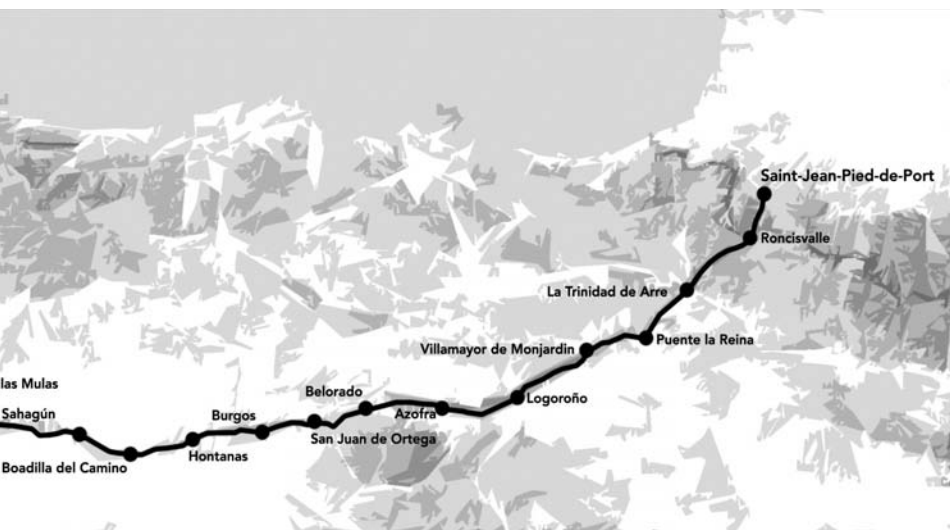 Saint-Jean-Pied-de-Port
Roncisvalle
La Trinidad de Arre
Puente la Reina
Villamayor de Monjardin
las Mulas
Belorado
Logoroño
Sahagún
Burgos
Azofra
San Juan de Ortega
Hontanas
Boadilla del Camino